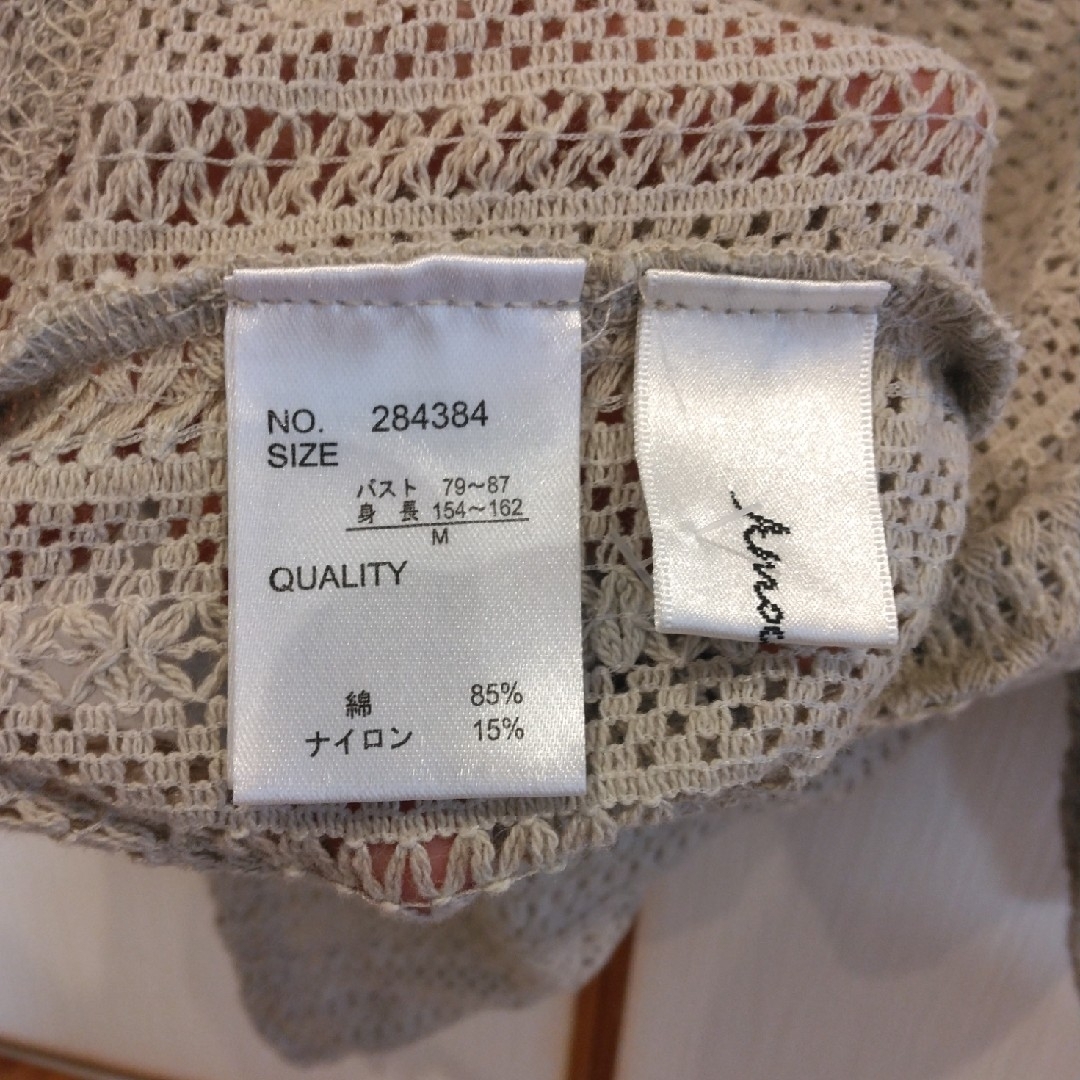 NO. 284384
SIZE
バスト 79～87
身 長 154～162
M
QUALITY
綿 85%
ナイロン 15%